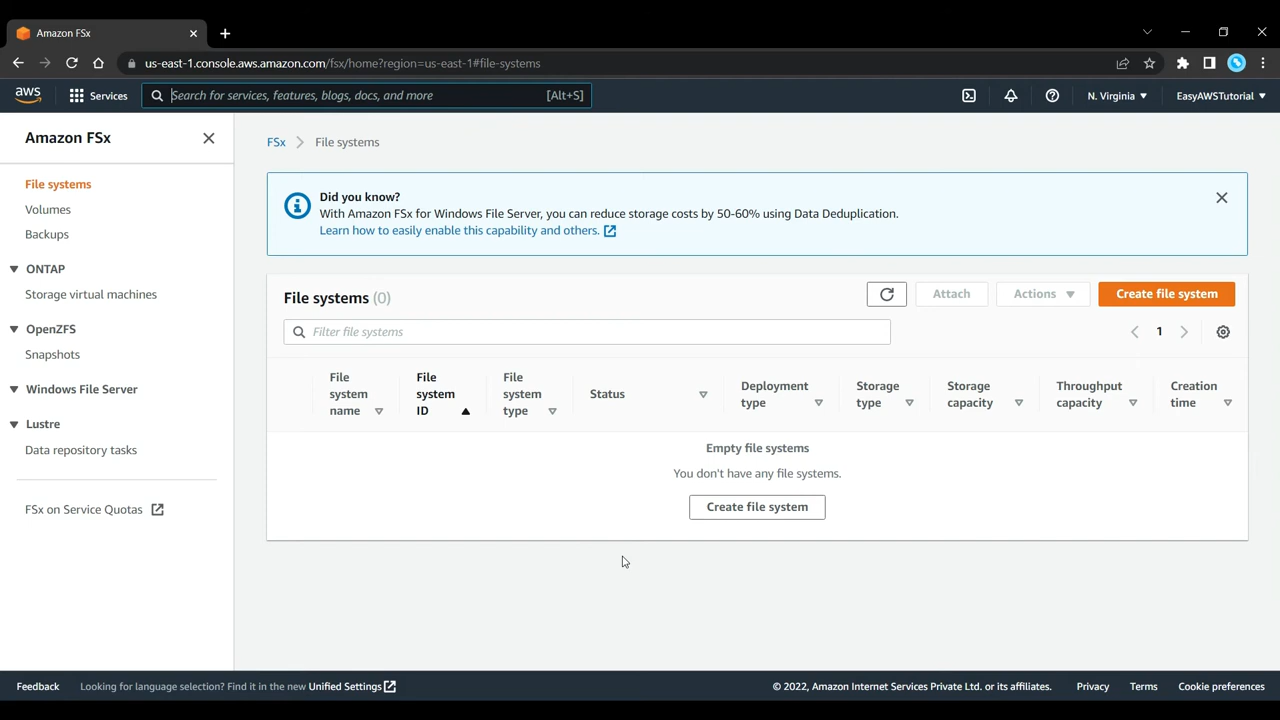 Amazon FSx
us-east-1.console.aws.amazon.com/fsx/home?region=us-east-1#file-systems
aws
Services
Search for services, features, blogs, docs, and more
[Alt+S]
N. Virginia
EasyAWSTutorial
Amazon FSx
File systems
Volumes
Backups
ONTAP
Storage virtual machines
OpenZFS
Snapshots
Windows File Server
Lustre
Data repository tasks
FSx on Service Quotas
FSx
File systems
Did you know?
With Amazon FSx for Windows File Server, you can reduce storage costs by 50-60% using Data Deduplication.
Learn how to easily enable this capability and others.
File systems (0)
Attach
Actions
Create file system
Filter file systems
1
File
system
name
File
system
ID
File
system
type
Status
Deployment
type
Storage
type
Storage
capacity
Throughput
capacity
Creation
time
Empty file systems
You don't have any file systems.
Create file system
Feedback
Looking for language selection? Find it in the new Unified Settings
© 2022, Amazon Internet Services Private Ltd. or its affiliates.
Privacy
Terms
Cookie preferences